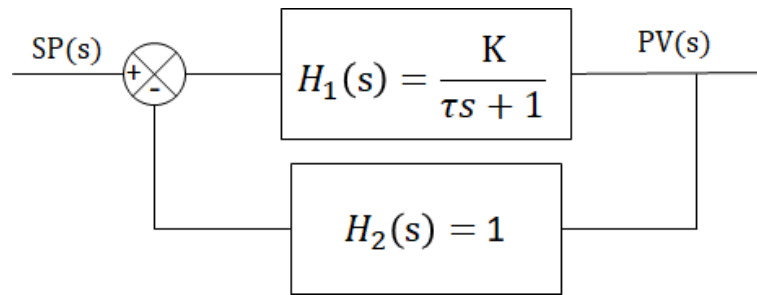 SP(s)
PV(s)
+
-
H₁(s) = K / (τs + 1)
H₂(s) = 1